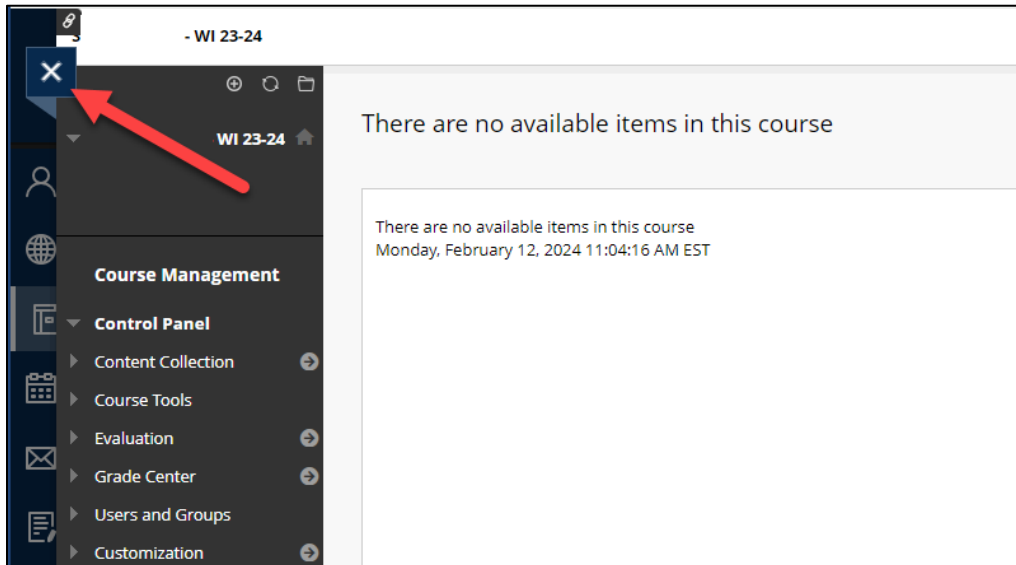 - WI 23-24
WI 23-24
There are no available items in this course
There are no available items in this course
Monday, February 12, 2024 11:04:16 AM EST
Course Management
Control Panel
Content Collection
Course Tools
Evaluation
Grade Center
Users and Groups
Customization